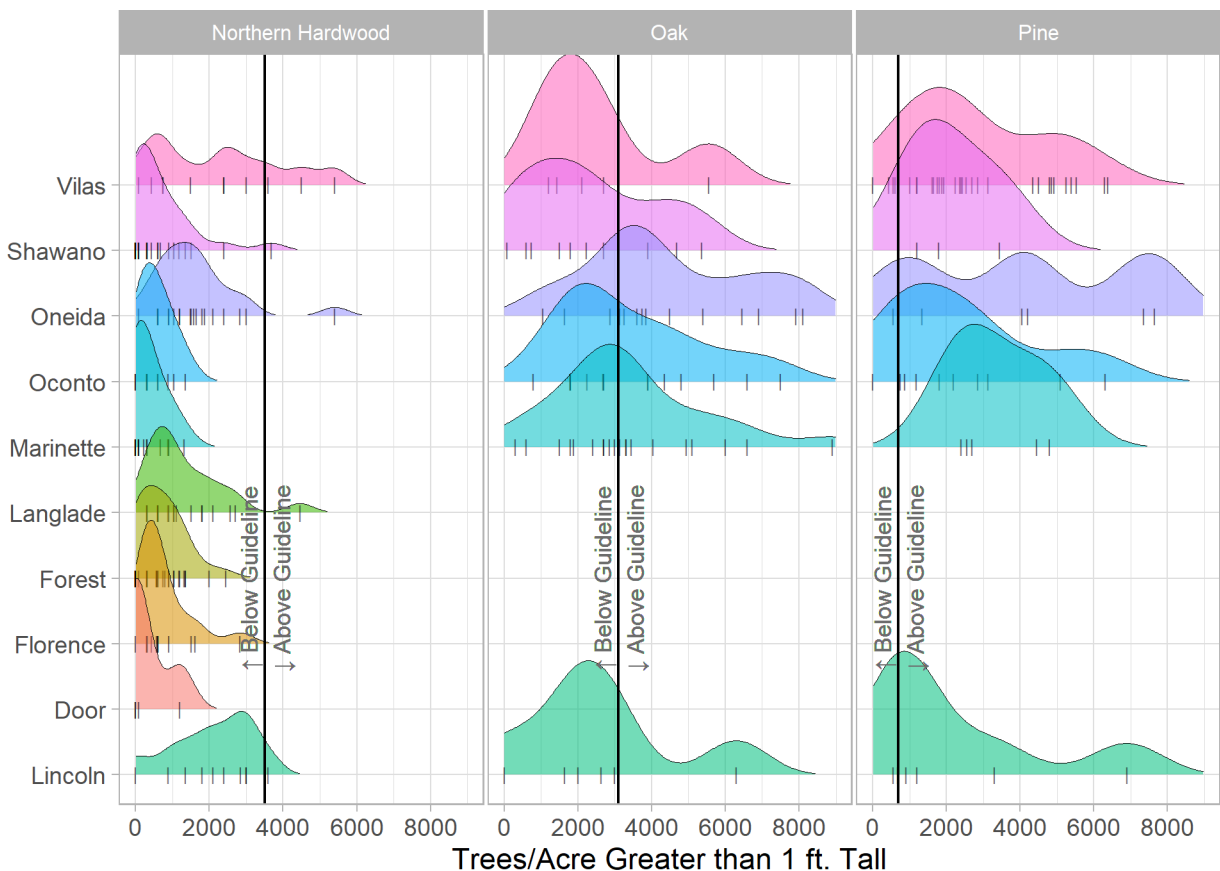 Northern Hardwood
Oak
Pine
Vilas
Shawano
Oneida
Oconto
Marinette
Langlade
Forest
Florence
Door
Lincoln
Below Guideline
Above Guideline
Below Guideline
Above Guideline
Below Guideline
Above Guideline
← →
← →
← →
0 2000 4000 6000 8000
0 2000 4000 6000 8000
0 2000 4000 6000 8000
Trees/Acre Greater than 1 ft. Tall